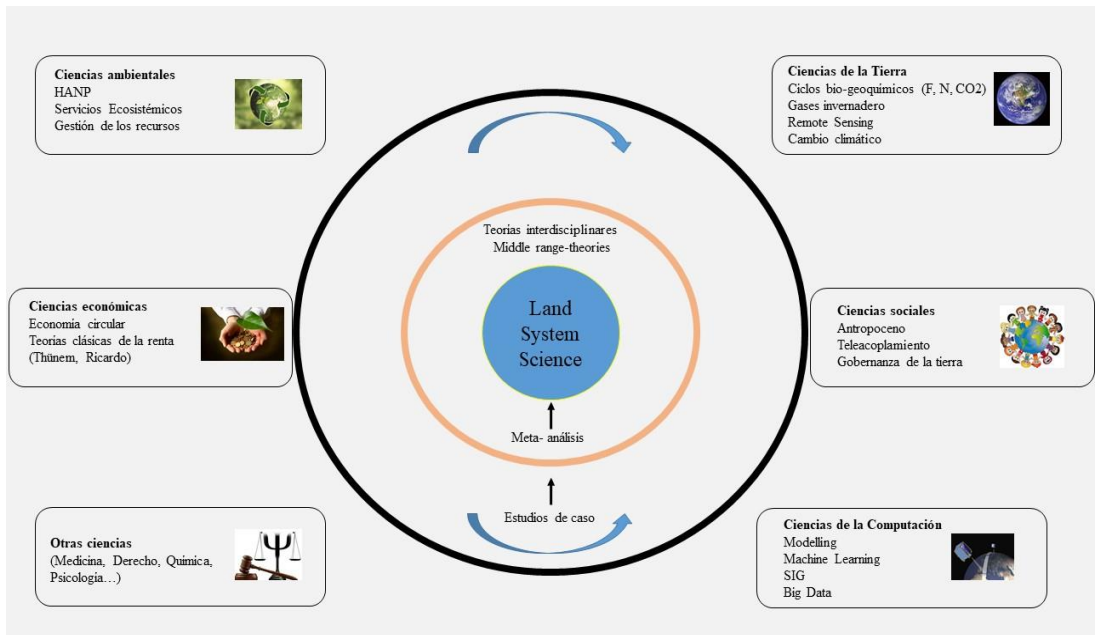 Ciencias ambientales
HANP
Servicios Ecosistémicos
Gestión de los recursos
Ciencias de la Tierra
Ciclos bio-geoquímicos (F, N, CO2)
Gases invernadero
Remote Sensing
Cambio climático
Teorías interdisciplinares
Middle range-theories
Land
System
Science
Meta- análisis
Estudios de caso
Ciencias económicas
Economía circular
Teorías clásicas de la renta
(Thünem, Ricardo)
Ciencias sociales
Antropoceno
Teleacoplamiento
Gobernanza de la tierra
Otras ciencias
(Medicina, Derecho, Química,
Psicología…)
Ciencias de la Computación
Modelling
Machine Learning
SIG
Big Data